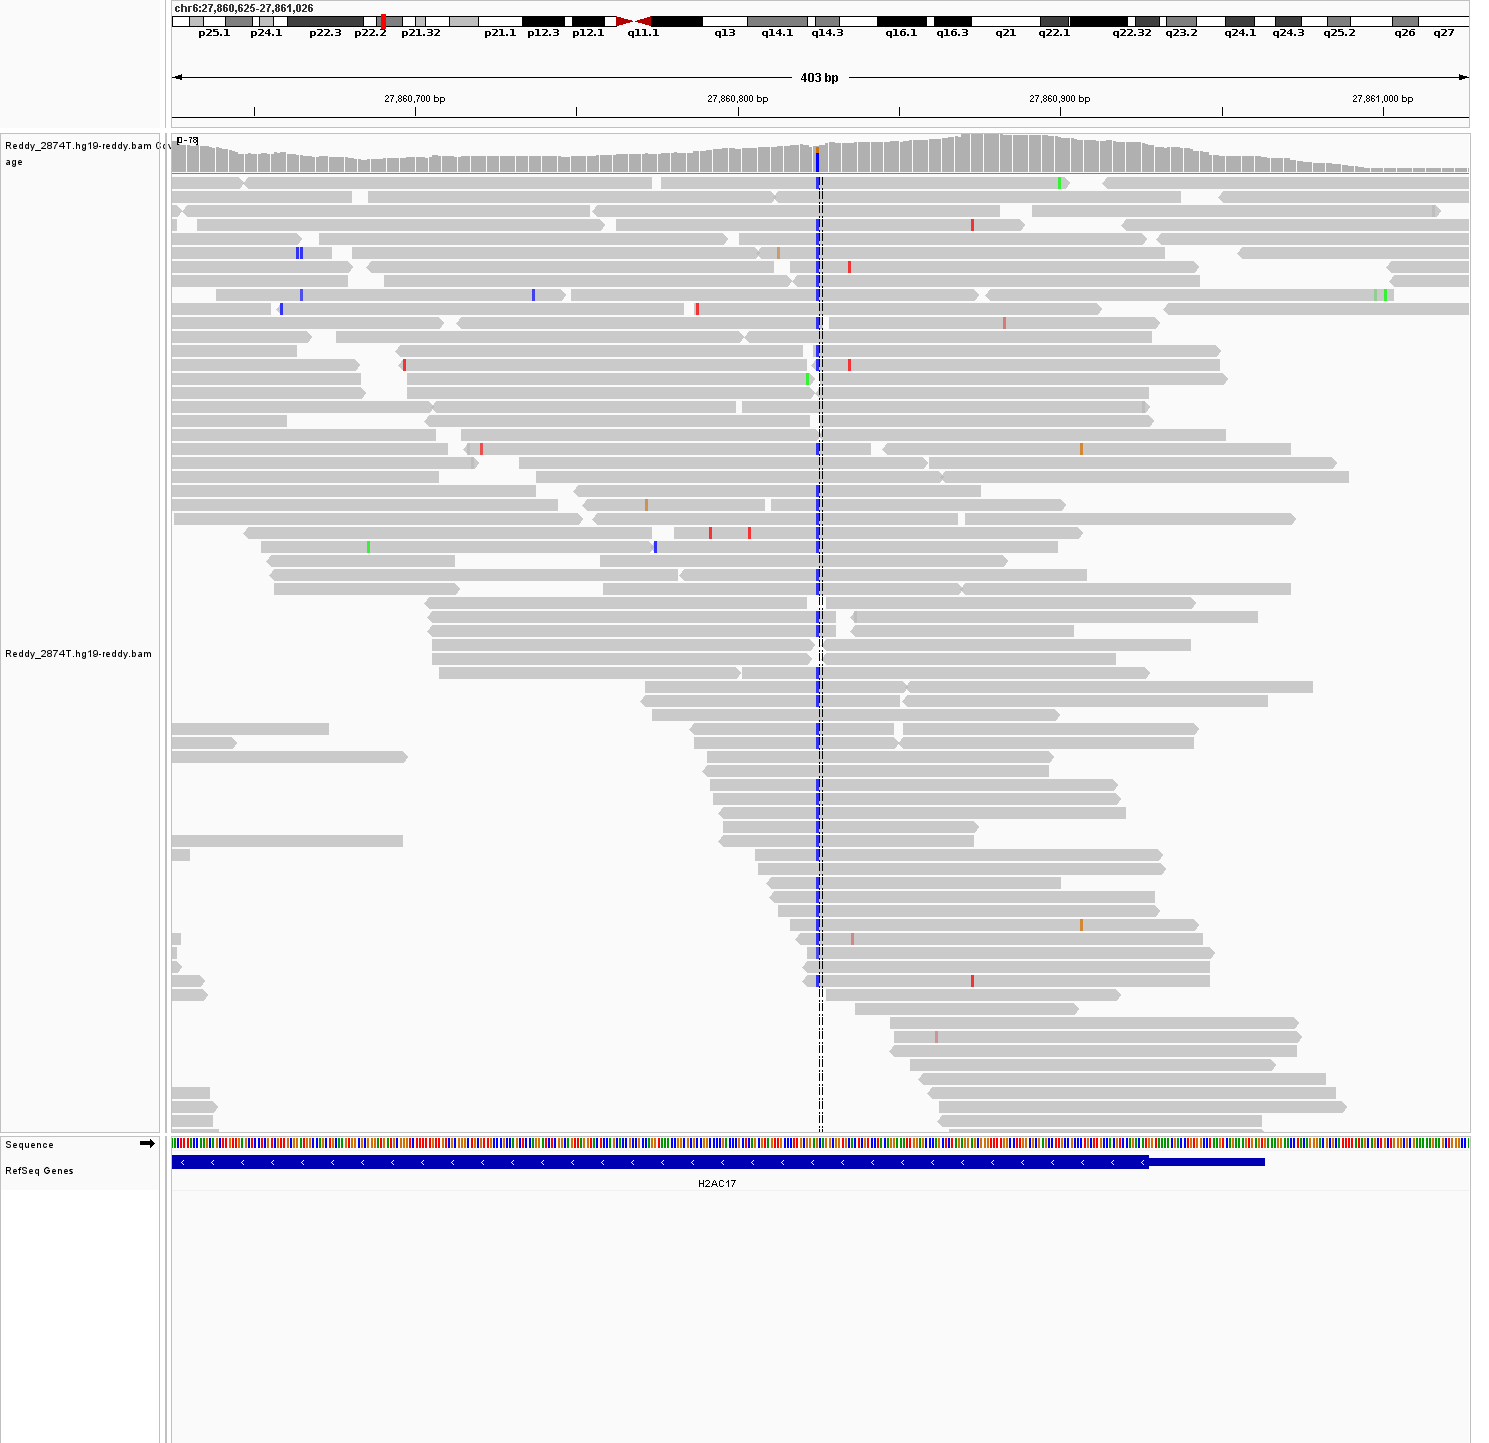 chr6:27,860,625-27,861,026
p25.1 p24.1 p22.3 p22.2 p21.32 p21.1 p12.3 p12.1 q11.1 q13 q14.1 q14.3 q16.1 q16.3 q21 q22.1 q22.32 q23.2 q24.1 q24.3 q25.2 q26 q27
403 bp
27,860,700 bp 27,860,800 bp 27,860,900 bp 27,861,000 bp
[0-78]
Reddy_2874T.hg19-reddy.bam Cov
age
Reddy_2874T.hg19-reddy.bam
Sequence
RefSeq Genes
H2AC17